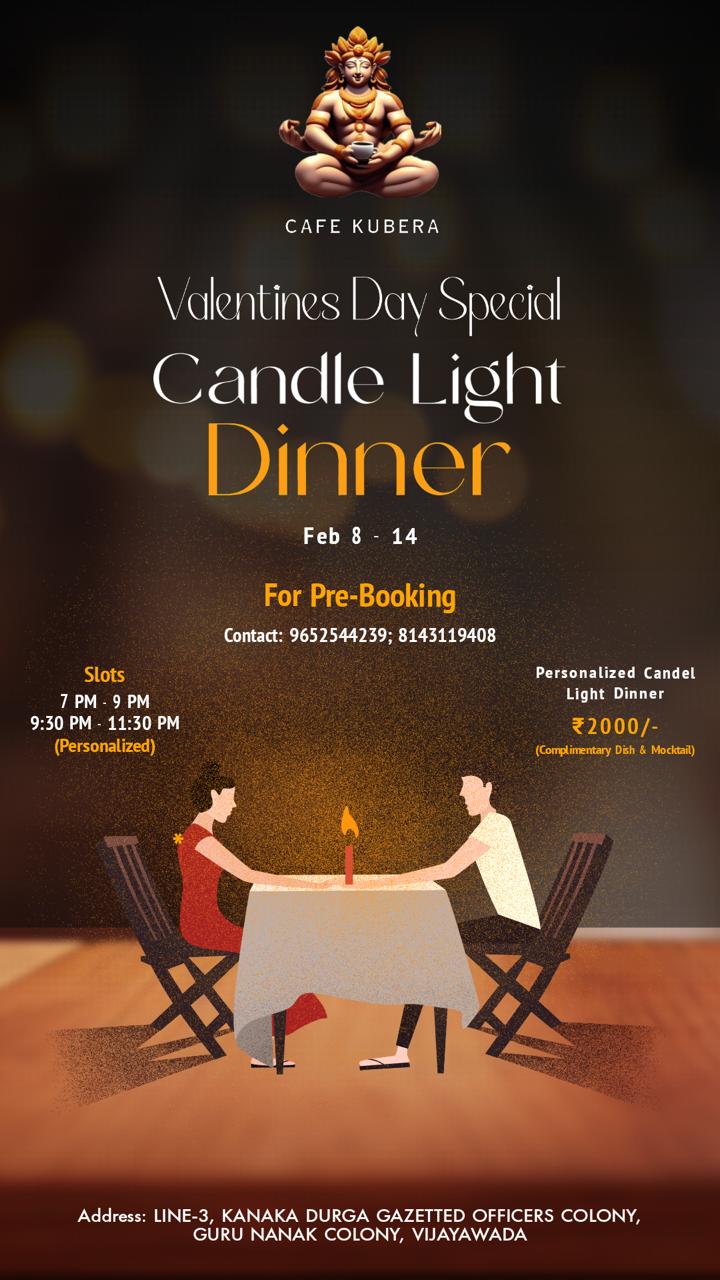 CAFE KUBERA
Valentines Day Special
Candle Light
Dinner
Feb 8 - 14
For Pre-Booking
Contact: 9652544239; 8143119408
Slots
7 PM - 9 PM
9:30 PM - 11:30 PM
(Personalized)
Personalized Candel
Light Dinner
₹2000/-
(Complimentary Dish & Mocktail)
Address: LINE-3, KANAKA DURGA GAZETTED OFFICERS COLONY,
GURU NANAK COLONY, VIJAYAWADA